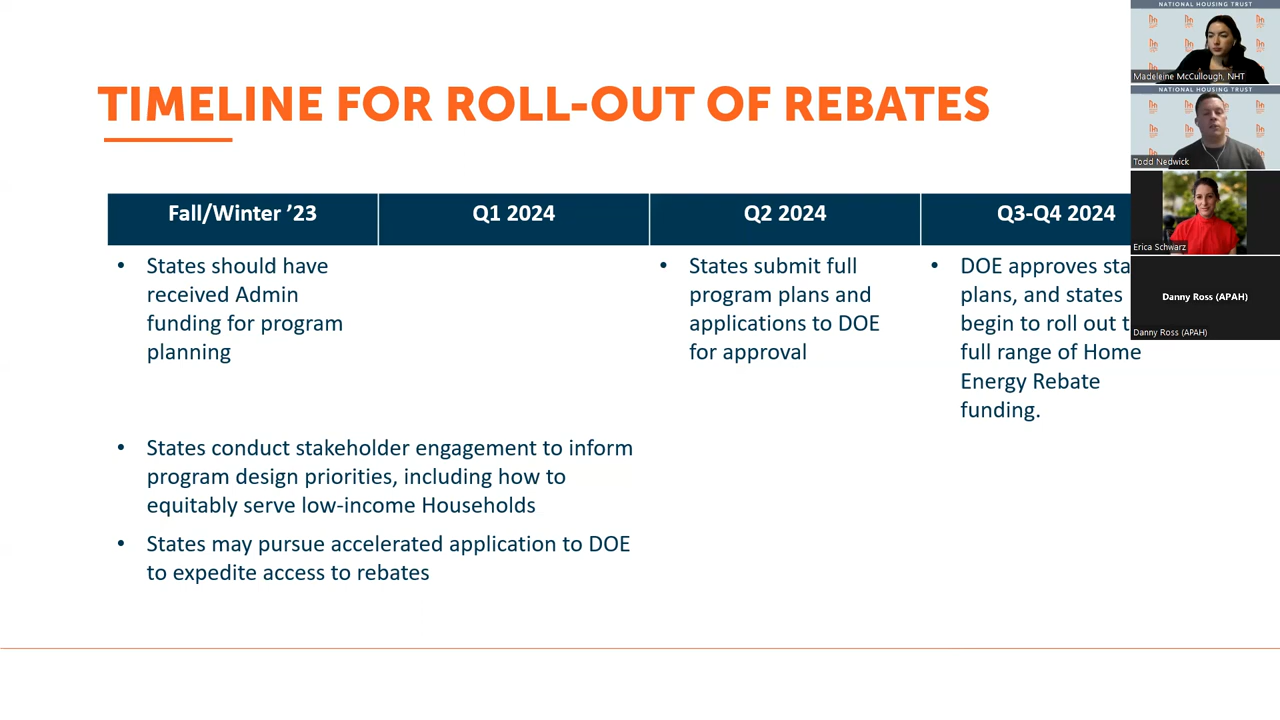 TIMELINE FOR ROLL-OUT OF REBATES
Fall/Winter ’23
Q1 2024
Q2 2024
Q3-Q4 2024
• States should have
received Admin
funding for program
planning
• States submit full
program plans and
applications to DOE
for approval
• DOE approves sta
plans, and states
begin to roll out t
full range of Home
Energy Rebate
funding.
• States conduct stakeholder engagement to inform
program design priorities, including how to
equitably serve low-income Households
• States may pursue accelerated application to DOE
to expedite access to rebates
NATIONAL HOUSING TRUST
Madeleine McCullough, NHT
NATIONAL HOUSING TRUST
Todd Nedwick
Erica Schwarz
Danny Ross (APAH)
Danny Ross (APAH)